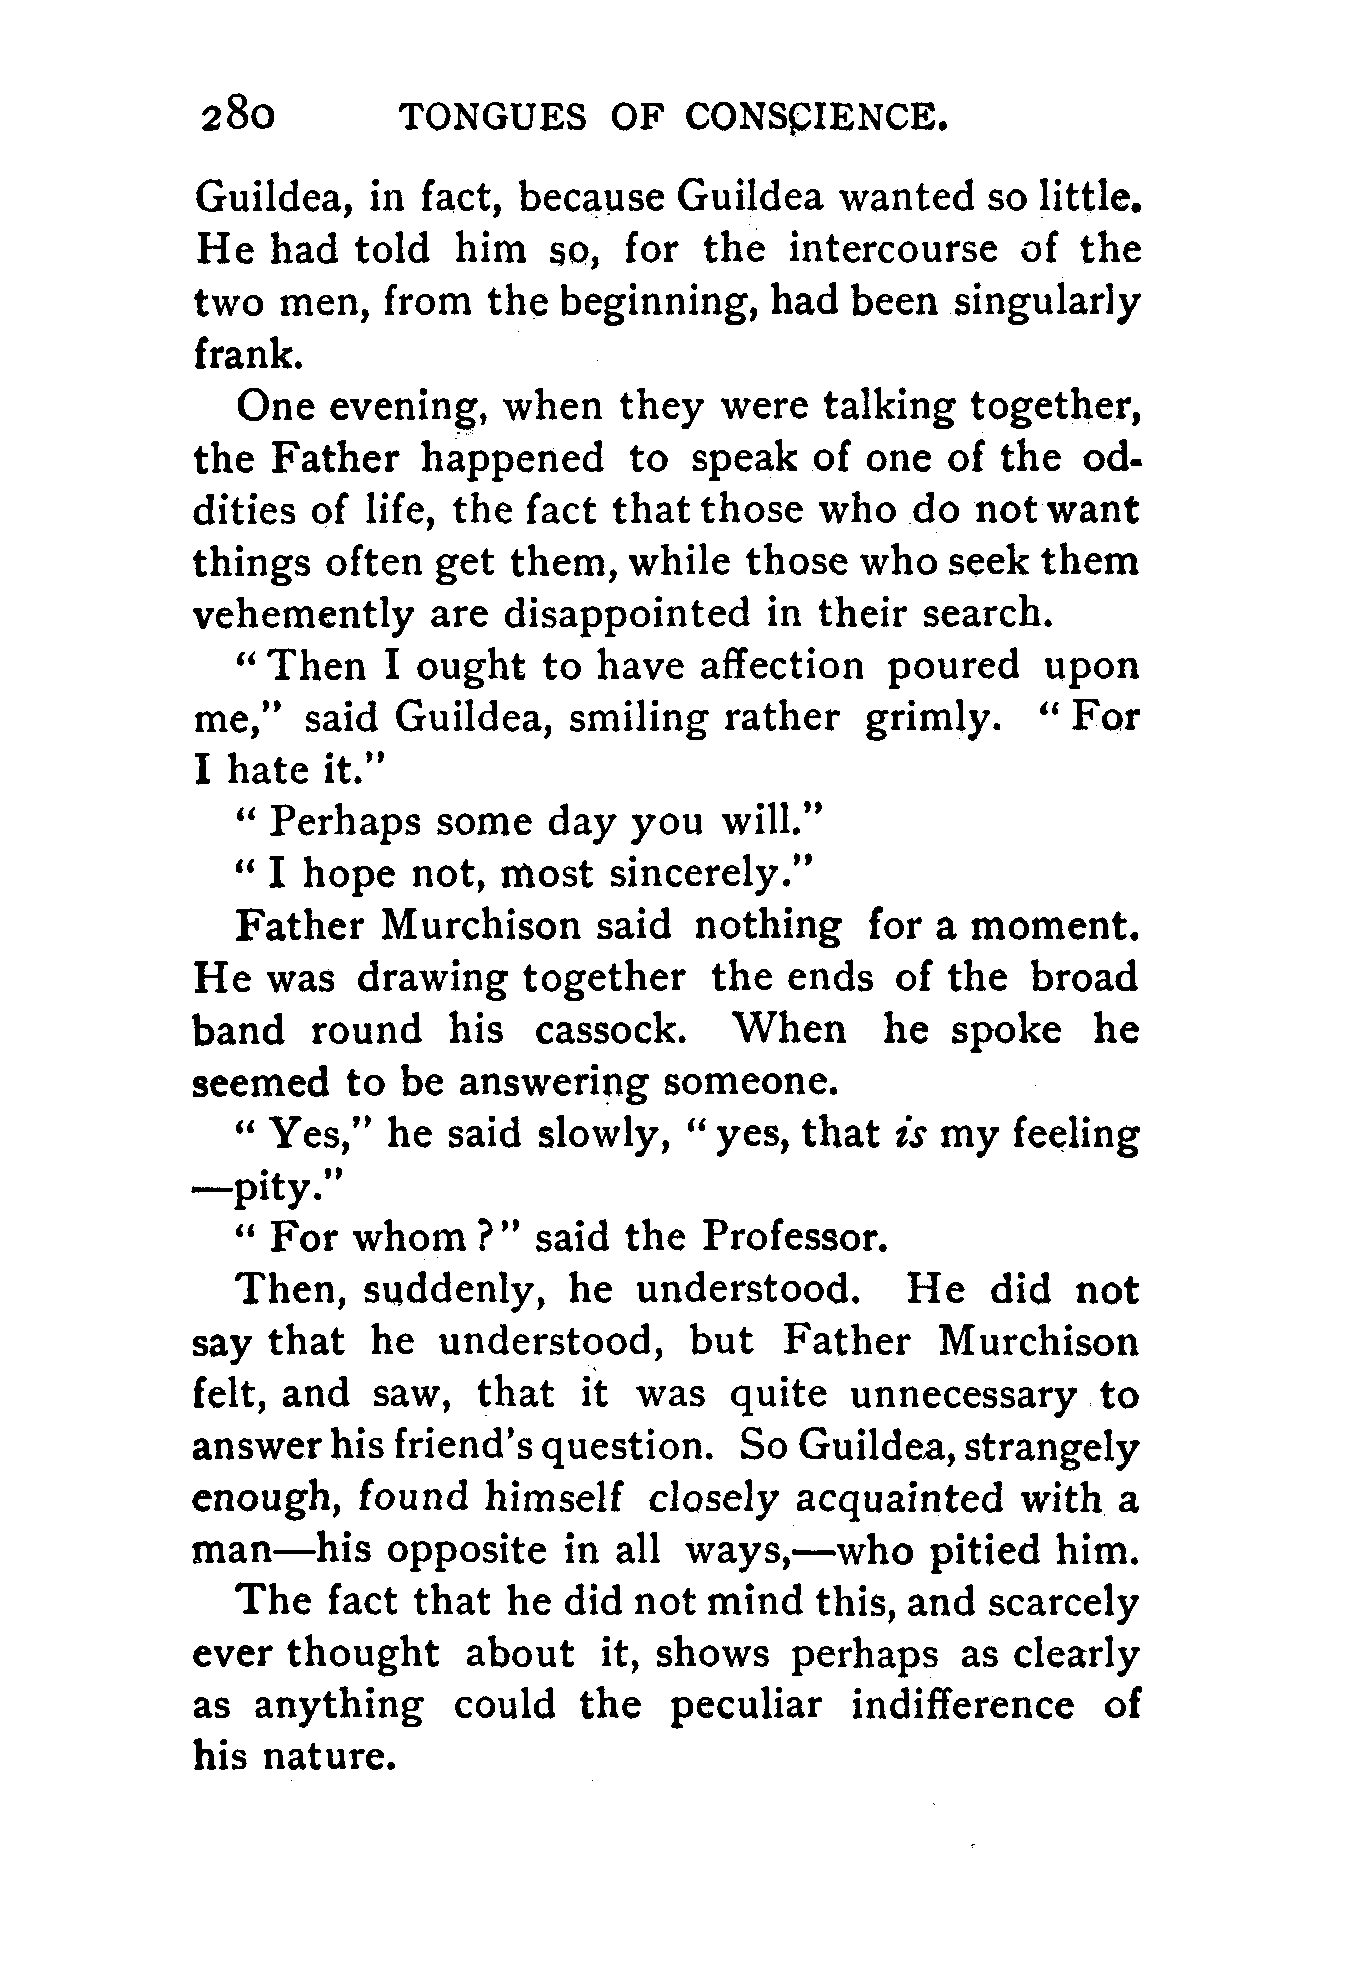 280 TONGUES OF CONSCIENCE.
Guildea, in fact, because Guildea wanted so little.
He had told him so, for the intercourse of the
two men, from the beginning, had been singularly
frank.
One evening, when they were talking together,
the Father happened to speak of one of the od-
dities of life, the fact that those who do not want
things often get them, while those who seek them
vehemently are disappointed in their search.
“ Then I ought to have affection poured upon
me,” said Guildea, smiling rather grimly. “ For
I hate it.”
“ Perhaps some day you will.”
“ I hope not, most sincerely.”
Father Murchison said nothing for a moment.
He was drawing together the ends of the broad
band round his cassock. When he spoke he
seemed to be answering someone.
“ Yes,” he said slowly, “ yes, that is my feeling
—pity.”
“ For whom ? ” said the Professor.
Then, suddenly, he understood. He did not
say that he understood, but Father Murchison
felt, and saw, that it was quite unnecessary to
answer his friend's question. So Guildea, strangely
enough, found himself closely acquainted with a
man—his opposite in all ways,—who pitied him.
The fact that he did not mind this, and scarcely
ever thought about it, shows perhaps as clearly
as anything could the peculiar indifference of
his nature.